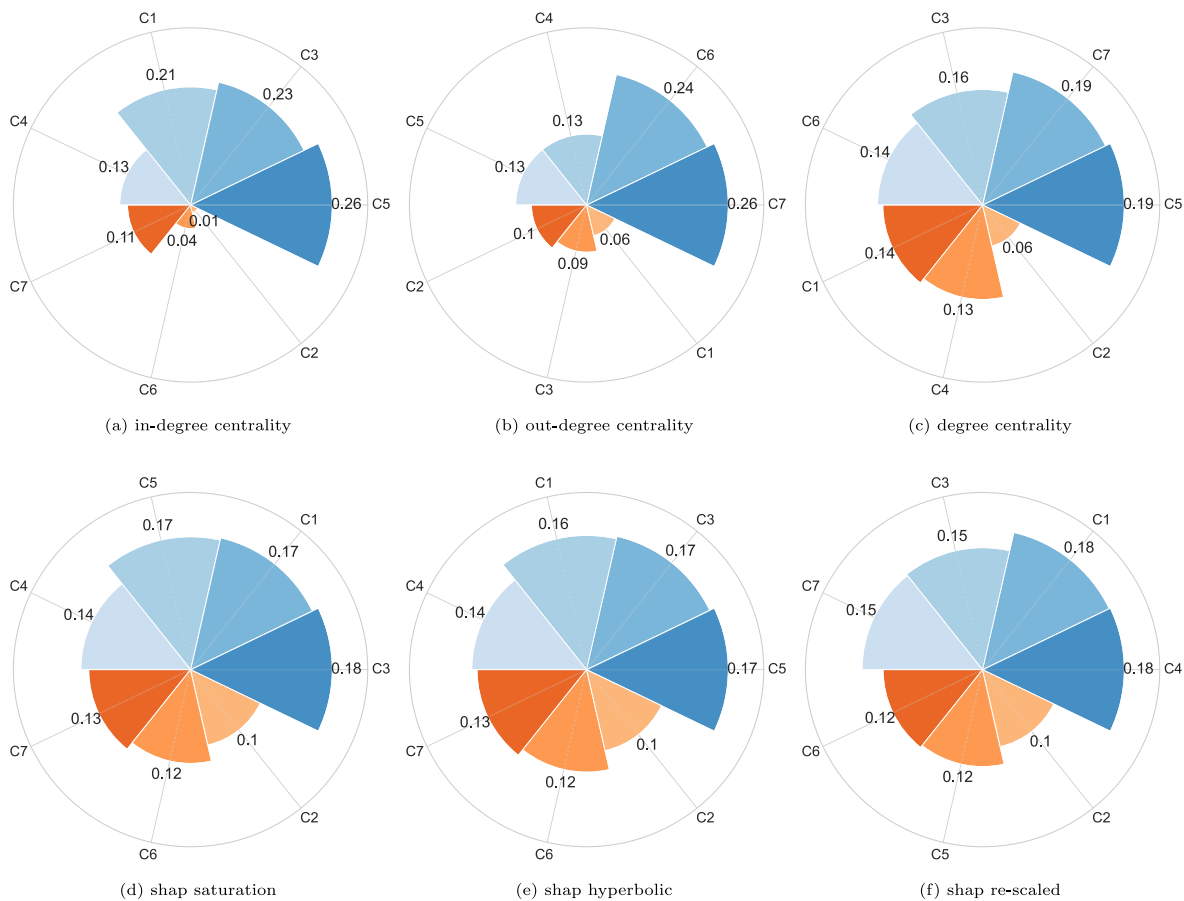 C1
C3
0.21
0.23
C4
0.13
0.26
C5
0.01
0.11
0.04
C7
C2
C6
(a) in-degree centrality
C4
C6
0.24
0.13
C5
0.13
0.26
C7
0.1
0.06
0.09
C2
C1
C3
(b) out-degree centrality
C3
C7
0.16
0.19
C6
0.14
0.19
C5
0.14
0.06
C1
0.13
C2
C4
(c) degree centrality
C5
C1
0.17
0.17
C4
0.14
0.18
C3
0.13
0.1
C7
0.12
C2
C6
(d) shap saturation
C1
C3
0.16
0.17
C4
0.14
0.17
C5
0.13
0.1
C7
0.12
C2
C6
(e) shap hyperbolic
C3
C1
0.15
0.18
C7
0.15
0.18
C4
0.12
0.1
C6
0.12
C2
C5
(f) shap re-scaled